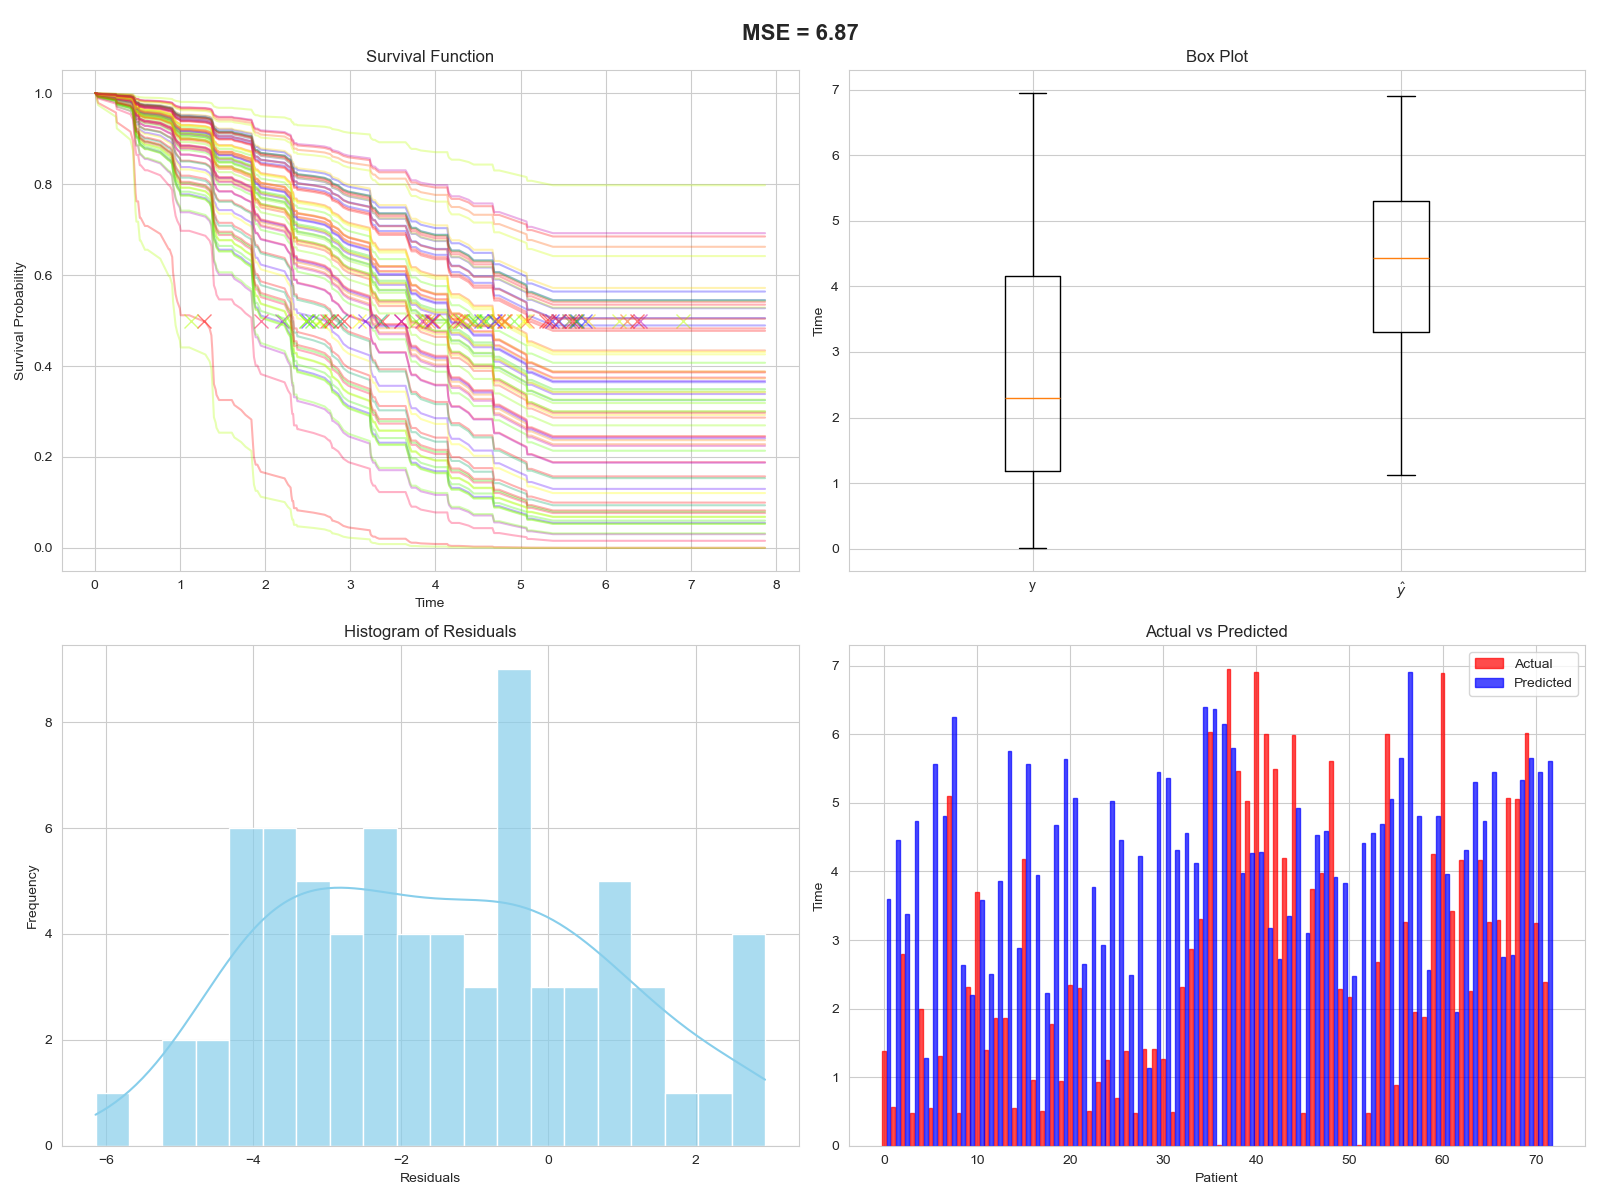 MSE = 6.87
Survival Function
Survival Probability
1.0
0.8
0.6
0.4
0.2
0.0
0 1 2 3 4 5 6 7 8
Time
Box Plot
Time
7
6
5
4
3
2
1
0
y ŷ
Histogram of Residuals
Frequency
8
6
4
2
0
−6 −4 −2 0 2
Residuals
Actual vs Predicted
Time
7
6
5
4
3
2
1
0
Actual
Predicted
0 10 20 30 40 50 60 70
Patient